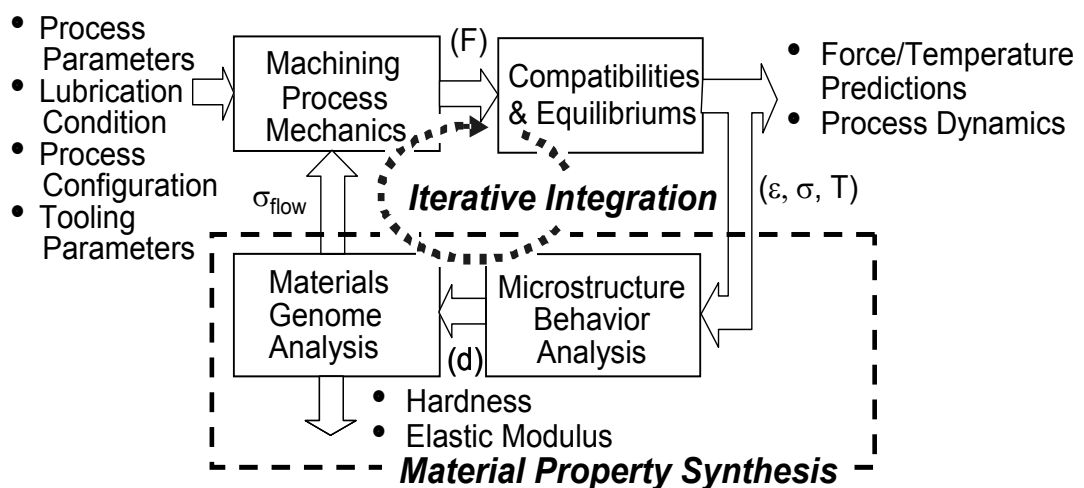 • Process
Parameters
• Lubrication
Condition
• Process
Configuration
• Tooling
Parameters
Machining
Process
Mechanics
(F)
Compatibilities
& Equilibriums
• Force/Temperature
Predictions
• Process Dynamics
σflow
Iterative Integration
(ε, σ, T)
Materials
Genome
Analysis
(d)
Microstructure
Behavior
Analysis
• Hardness
• Elastic Modulus
Material Property Synthesis